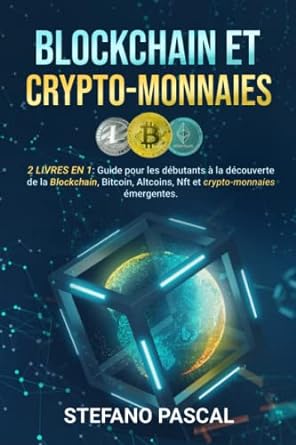 BLOCKCHAIN ET
CRYPTO-MONNAIES
2 LIVRES EN 1: Guide pour les débutants à la découverte
de la Blockchain, Bitcoin, Altcoins, Nft et crypto-monnaies
émergentes.
STEFANO PASCAL